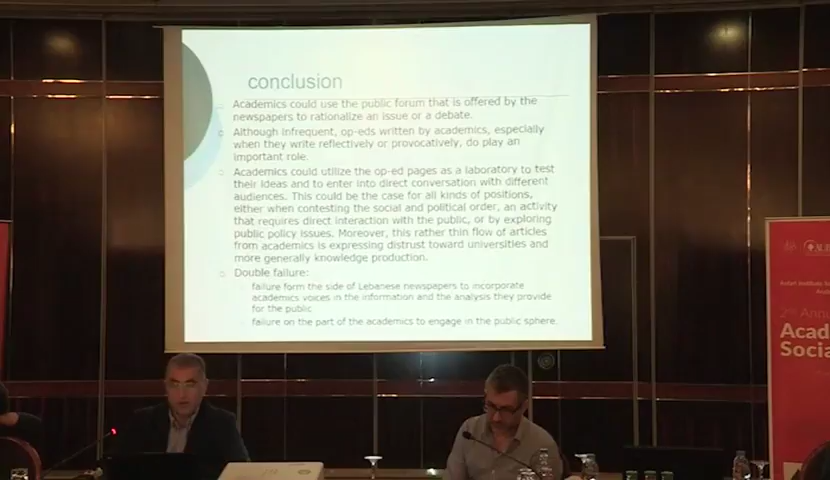 conclusion
Academics could use the public forum that is offered by the
newspapers to rationalize an issue or a debate.
Although infrequent, op-eds written by academics, especially
when they write reflectively or provocatively, do play an
important role.
Academics could utilize the op-ed pages as a laboratory to test
their ideas and to enter into direct conversation with different
audiences. This could be the case for all kinds of positions,
either when contesting the social and political order, an activity
that requires direct interaction with the public, or by exploring
public policy issues. Moreover, this rather thin flow of articles
from academics is expressing distrust toward universities and
more generally knowledge production.
Double failure:
failure form the side of Lebanese newspapers to incorporate
academics voices in the information and the analysis they provide
for the public
failure on the part of the academics to engage in the public sphere.
Institute
2nd Ann
Acad
Socia